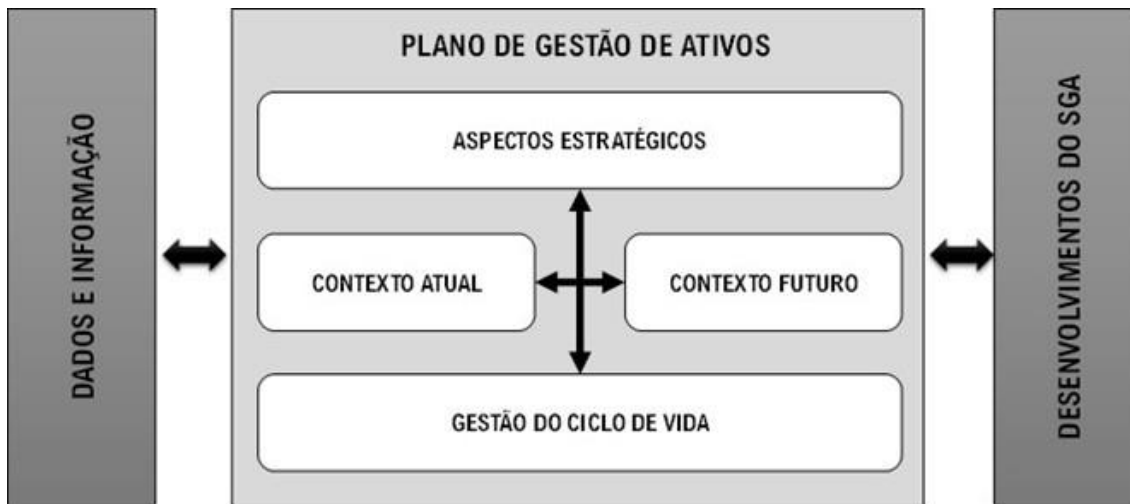 DADOS E INFORMAÇÃO
PLANO DE GESTÃO DE ATIVOS
ASPECTOS ESTRATÉGICOS
CONTEXTO ATUAL
CONTEXTO FUTURO
GESTÃO DO CICLO DE VIDA
DESENVOLVIMENTOS DO SGA